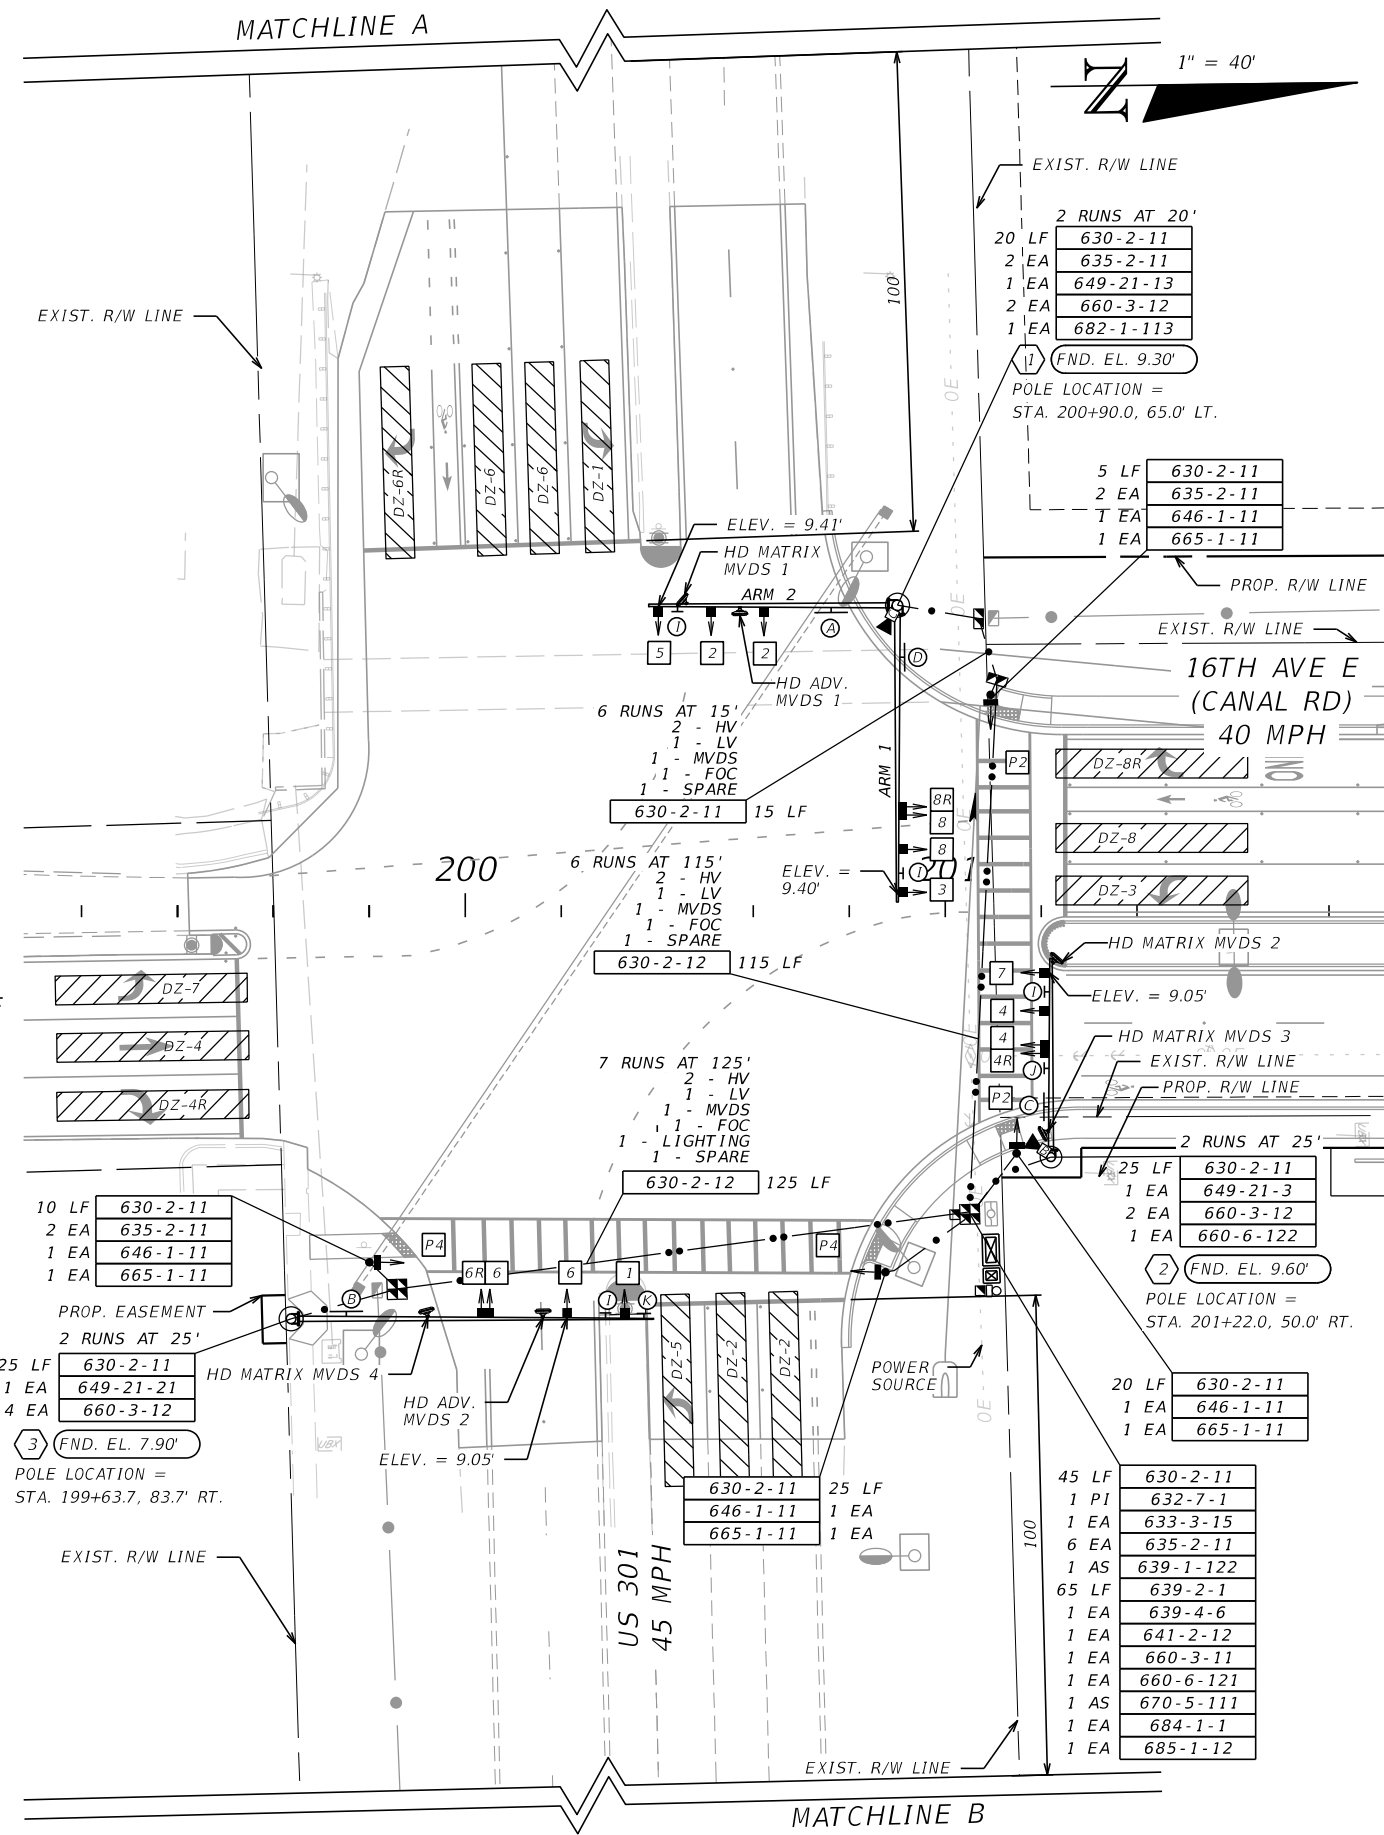 MATCHLINE A
N
1" = 40'
EXIST. R/W LINE
2 RUNS AT 20'
20 LF 630-2-11
2 EA 635-2-11
1 EA 649-21-13
2 EA 660-3-12
1 EA 682-1-113
1 FND. EL. 9.30'
POLE LOCATION =
STA. 200+90.0, 65.0' LT.
100
EXIST. R/W LINE
OE
5 LF 630-2-11
2 EA 635-2-11
1 EA 646-1-11
1 EA 665-1-11
DZ-6R
DZ-6
DZ-6
DZ-1
ELEV. = 9.41'
HD MATRIX
MVDS 1
ARM 2
PROP. R/W LINE
OE
EXIST. R/W LINE
I
A
D
5
2
2
HD ADV.
MVDS 1
16TH AVE E
(CANAL RD)
40 MPH
6 RUNS AT 15'
2 - HV
1 - LV
1 - MVDS
1 - FOC
1 - SPARE
630-2-11 15 LF
ARM 1
P2
DZ-8R
8R
8
8
I
3
OE
DZ-8
DZ-3
ELEV. =
9.40'
200
201
6 RUNS AT 115'
2 - HV
1 - LV
1 - MVDS
1 - FOC
1 - SPARE
630-2-12 115 LF
HD MATRIX MVDS 2
7
I
ELEV. = 9.05'
4
4
4R
J
P2
C
HD MATRIX MVDS 3
EXIST. R/W LINE
PROP. R/W LINE
DZ-7
DZ-4
DZ-4R
7 RUNS AT 125'
2 - HV
1 - LV
1 - MVDS
1 - FOC
1 - LIGHTING
1 - SPARE
630-2-12 125 LF
2 RUNS AT 25'
25 LF 630-2-11
1 EA 649-21-3
2 EA 660-3-12
1 EA 660-6-122
2 FND. EL. 9.60'
POLE LOCATION =
STA. 201+22.0, 50.0' RT.
10 LF 630-2-11
2 EA 635-2-11
1 EA 646-1-11
1 EA 665-1-11
P4
P4
6R
6
6
1
B
I
K
PROP. EASEMENT
2 RUNS AT 25'
25 LF 630-2-11
1 EA 649-21-21
4 EA 660-3-12
3 FND. EL. 7.90'
POLE LOCATION =
STA. 199+63.7, 83.7' RT.
HD MATRIX MVDS 4
HD ADV.
MVDS 2
ELEV. = 9.05'
UBX
DZ-5
DZ-2
DZ-2
POWER
SOURCE
OE
20 LF 630-2-11
1 EA 646-1-11
1 EA 665-1-11
630-2-11 25 LF
646-1-11 1 EA
665-1-11 1 EA
45 LF 630-2-11
1 PI 632-7-1
1 EA 633-3-15
6 EA 635-2-11
1 AS 639-1-122
65 LF 639-2-1
1 EA 639-4-6
1 EA 641-2-12
1 EA 660-3-11
1 EA 660-6-121
1 AS 670-5-111
1 EA 684-1-1
1 EA 685-1-12
100
EXIST. R/W LINE
US 301
45 MPH
EXIST. R/W LINE
MATCHLINE B